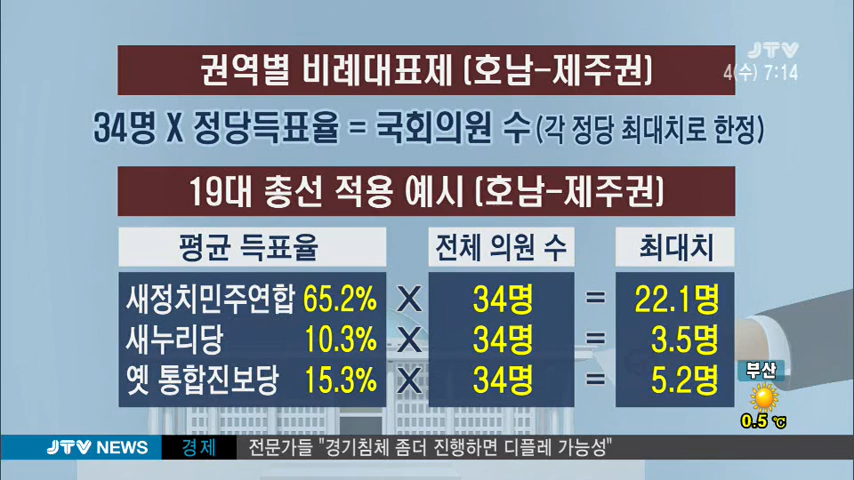 JTV
4(수) 7:14
권역별 비례대표제 (호남-제주권)
34명 X 정당득표율 = 국회의원 수 (각 정당 최대치로 한정)
19대 총선 적용 예시 (호남-제주권)
평균 득표율 전체 의원 수 최대치
새정치민주연합 65.2% X 34명 = 22.1명
새누리당 10.3% X 34명 = 3.5명
옛 통합진보당 15.3% X 34명 = 5.2명
부산
0.5℃
JTV NEWS 경제 전문가들 "경기침체 좀더 진행하면 디플레 가능성"